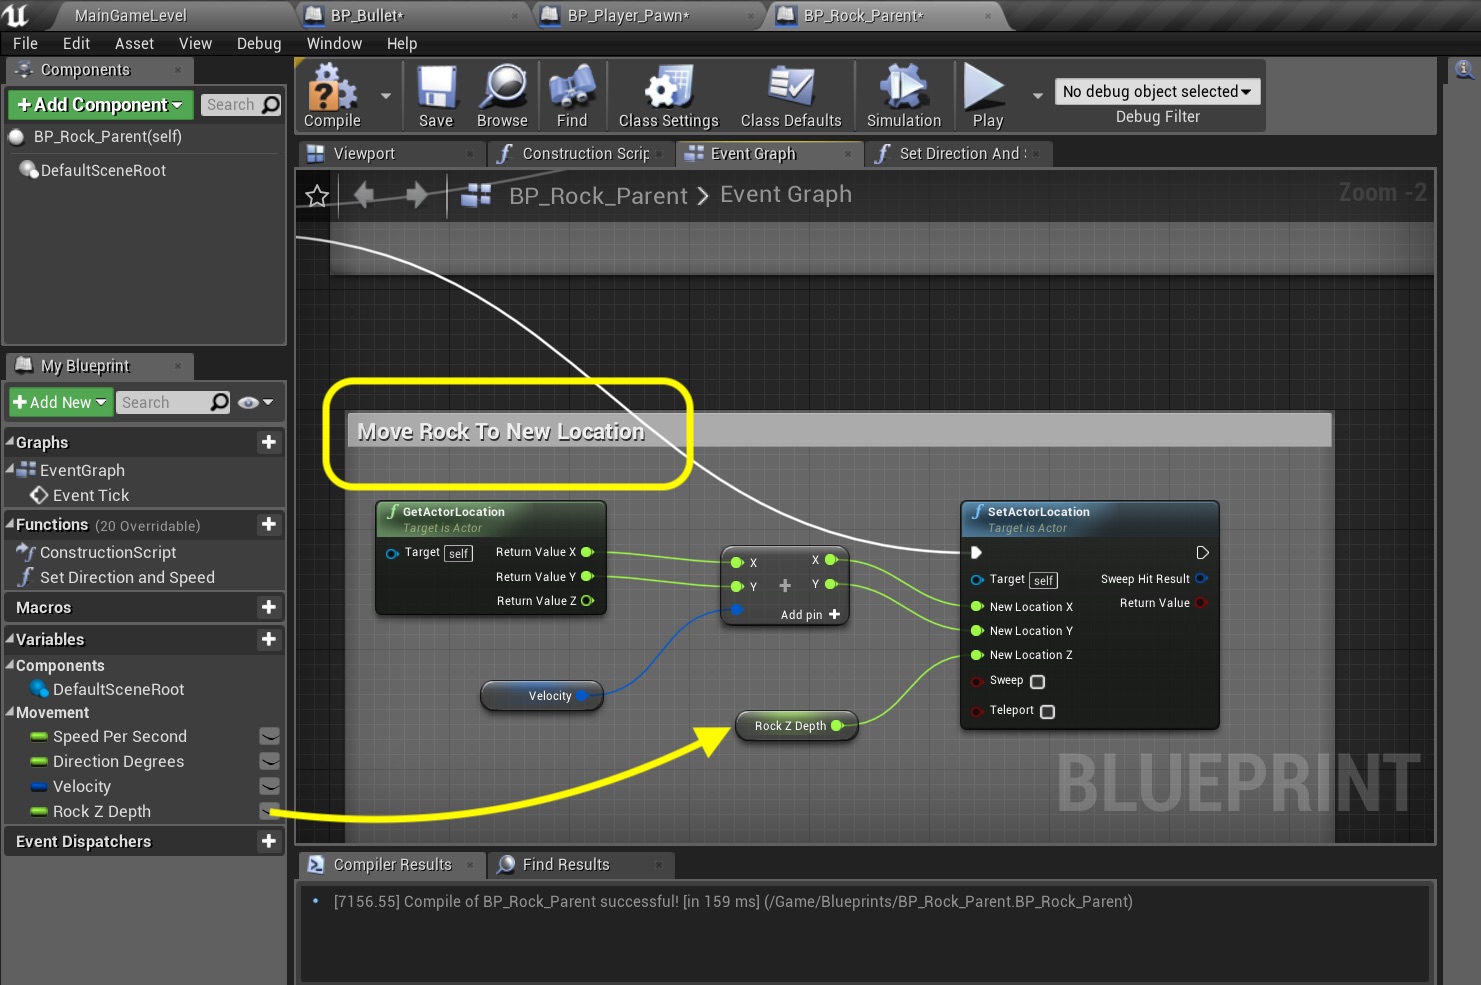 MainGameLevel
BP_Bullet*
BP_Player_Pawn*
BP_Rock_Parent*
File Edit Asset View Debug Window Help
Components
+Add Component
Search
BP_Rock_Parent(self)
DefaultSceneRoot
Compile
Save
Browse
Find
Class Settings
Class Defaults
Simulation
Play
No debug object selected
Debug Filter
Viewport
Construction Scrip
Event Graph
Set Direction And
BP_Rock_Parent > Event Graph
Zoom -2
My Blueprint
+Add New
Search
Graphs
EventGraph
Event Tick
Functions (20 Overridable)
ConstructionScript
Set Direction and Speed
Macros
Variables
Components
DefaultSceneRoot
Movement
Speed Per Second
Direction Degrees
Velocity
Rock Z Depth
Event Dispatchers
Move Rock To New Location
GetActorLocation
Target is Actor
Target self
Return Value X
Return Value Y
Return Value Z
X X
Y Y
Add pin +
Velocity
Rock Z Depth
SetActorLocation
Target is Actor
Target self
Sweep Hit Result
New Location X
Return Value
New Location Y
New Location Z
Sweep
Teleport
BLUEPRINT
Compiler Results
Find Results
[7156.55] Compile of BP_Rock_Parent successful! [in 159 ms] (/Game/Blueprints/BP_Rock_Parent.BP_Rock_Parent)